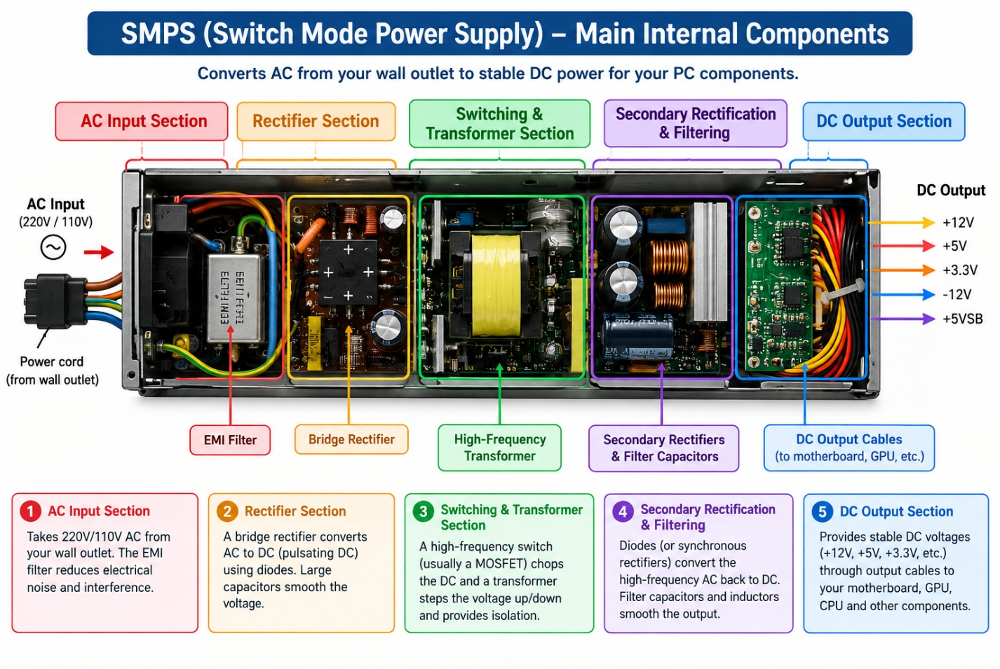 SMPS (Switch Mode Power Supply) – Main Internal Components
Converts AC from your wall outlet to stable DC power for your PC components.
AC Input Section
Rectifier Section
Switching &
Transformer Section
Secondary Rectification
& Filtering
DC Output Section
AC Input
(220V / 110V)
Power cord
(from wall outlet)
DC Output
+12V
+5V
+3.3V
-12V
+5VSB
EMI Filter
Bridge Rectifier
High-Frequency
Transformer
Secondary Rectifiers
& Filter Capacitors
DC Output Cables
(to motherboard, GPU, etc.)
1 AC Input Section
Takes 220V/110V AC from
your wall outlet. The EMI
filter reduces electrical
noise and interference.
2 Rectifier Section
A bridge rectifier converts
AC to DC (pulsating DC)
using diodes. Large
capacitors smooth the
voltage.
3 Switching & Transformer
Section
A high-frequency switch
(usually a MOSFET) chops
the DC and a transformer
steps the voltage up/down
and provides isolation.
4 Secondary Rectification
& Filtering
Diodes (or synchronous
rectifiers) convert the
high-frequency AC back to DC.
Filter capacitors and inductors
smooth the output.
5 DC Output Section
Provides stable DC voltages
(+12V, +5V, +3.3V, etc.)
through output cables to
your motherboard, GPU,
CPU and other components.